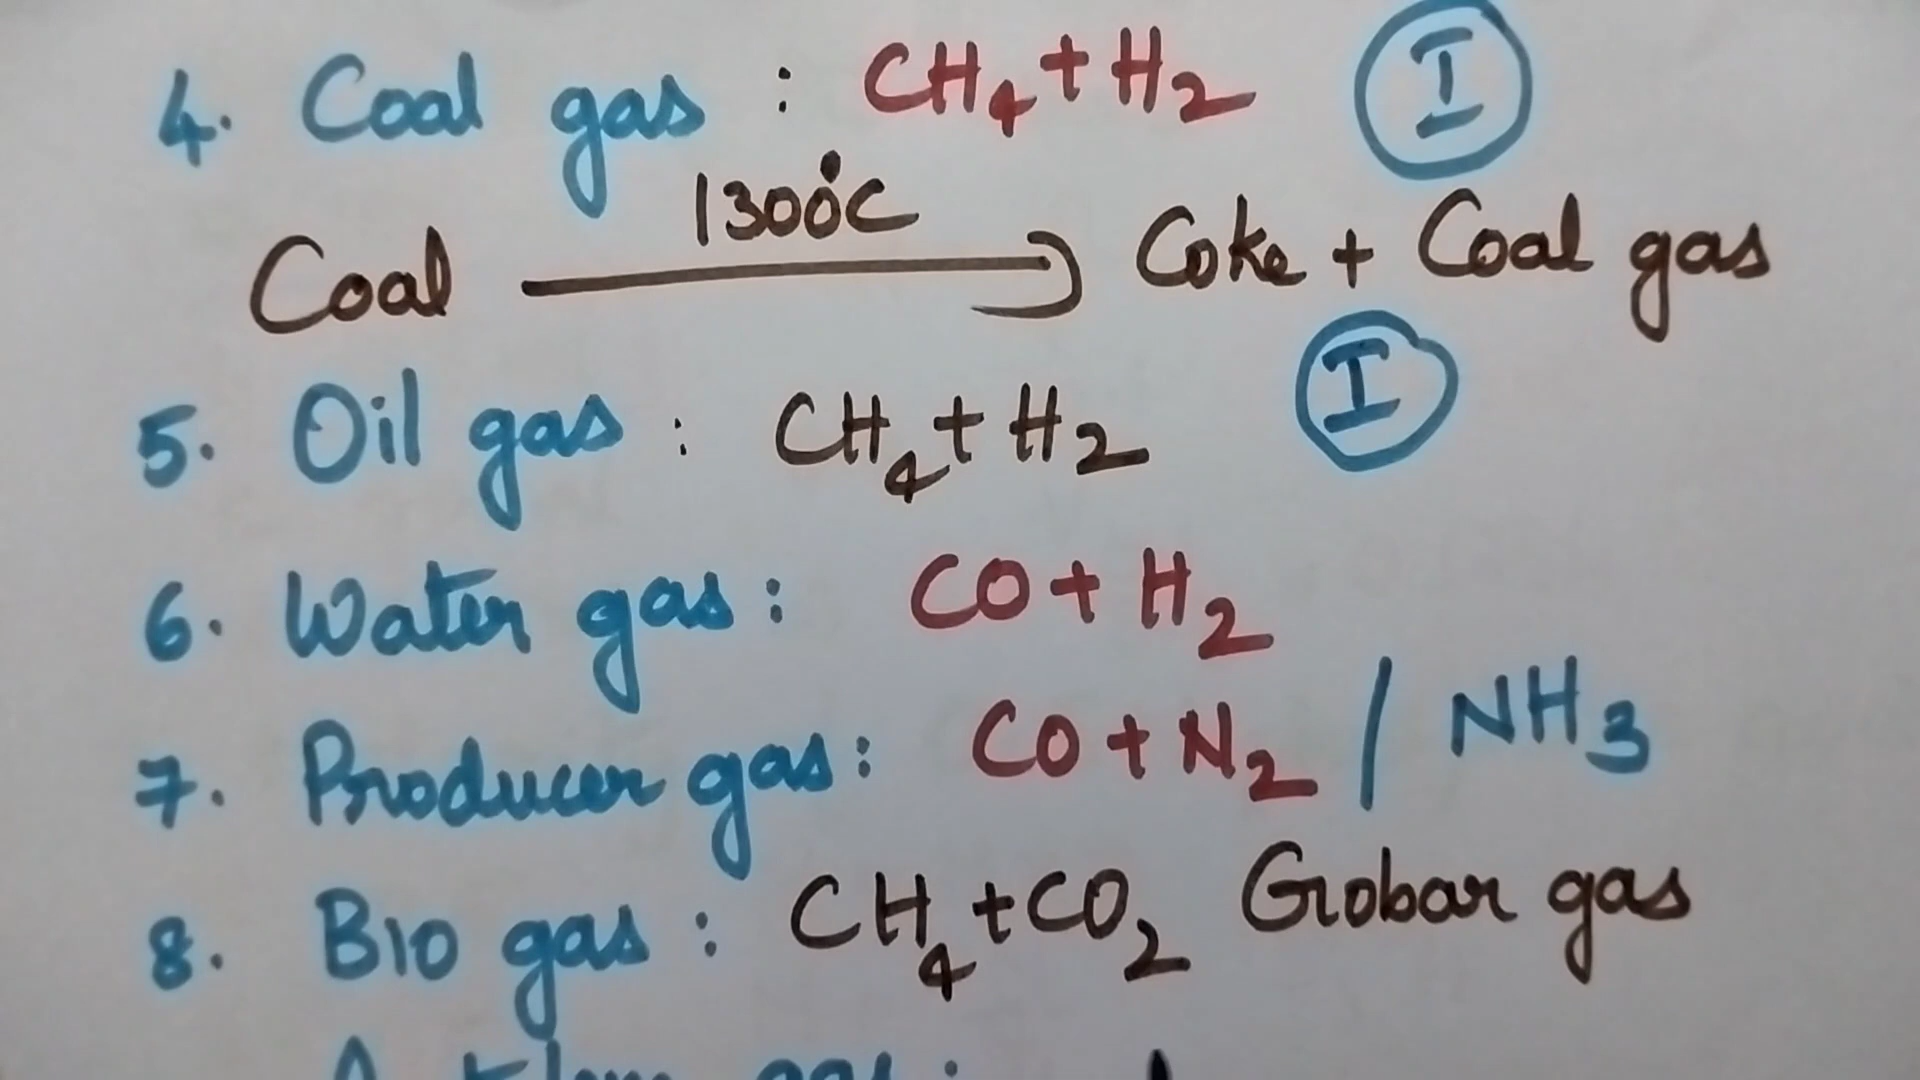 4. Coal gas : CH₄ + H₂ I
Coal 1300°C Coke + Coal gas
5. Oil gas : CH₄ + H₂ I
6. Water gas : CO + H₂
7. Producer gas : CO + N₂ / NH₃
8. Bio gas : CH₄ + CO₂ Gobar gas
gas :